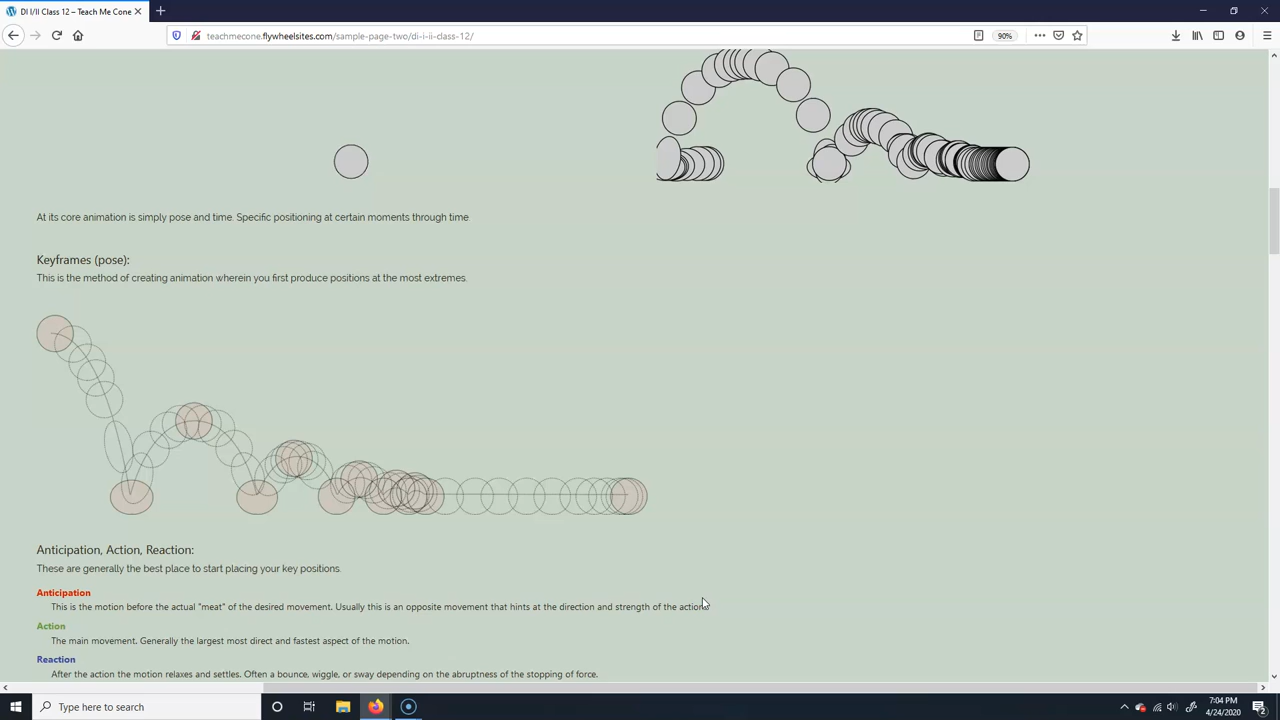 DI I/II Class 12 – Teach Me Cone
teachmecone.flywheelsites.com/sample-page-two/di-i-ii-class-12/
90%
At its core animation is simply pose and time. Specific positioning at certain moments through time.
Keyframes (pose):
This is the method of creating animation wherein you first produce positions at the most extremes.
Anticipation, Action, Reaction:
These are generally the best place to start placing your key positions.
Anticipation
This is the motion before the actual "meat" of the desired movement. Usually this is an opposite movement that hints at the direction and strength of the action.
Action
The main movement. Generally the largest most direct and fastest aspect of the motion.
Reaction
After the action the motion relaxes and settles. Often a bounce, wiggle, or sway depending on the abruptness of the stopping of force.
Type here to search
7:04 PM
4/24/2020
2